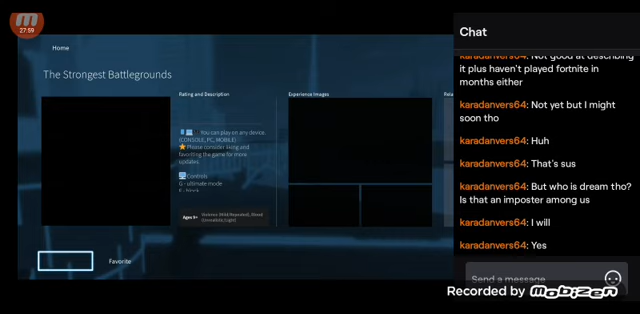 27:59
Home
The Strongest Battlegrounds
Rating and Description
Experience Images
You can play on any device.
(CONSOLE, PC, MOBILE)
Please consider liking and
favoriting the game for more
updates
Controls
G - ultimate mode
Ages 9+
Favorite
Chat
karadanvers64: Not good at describing
it plus haven't played fortnite in
months either
karadanvers64: Not yet but I might
soon tho
karadanvers64: Huh
karadanvers64: That's sus
karadanvers64: But who is dream tho?
Is that an imposter among us
karadanvers64: I will
karadanvers64: Yes
Send a message
Recorded by mobizen